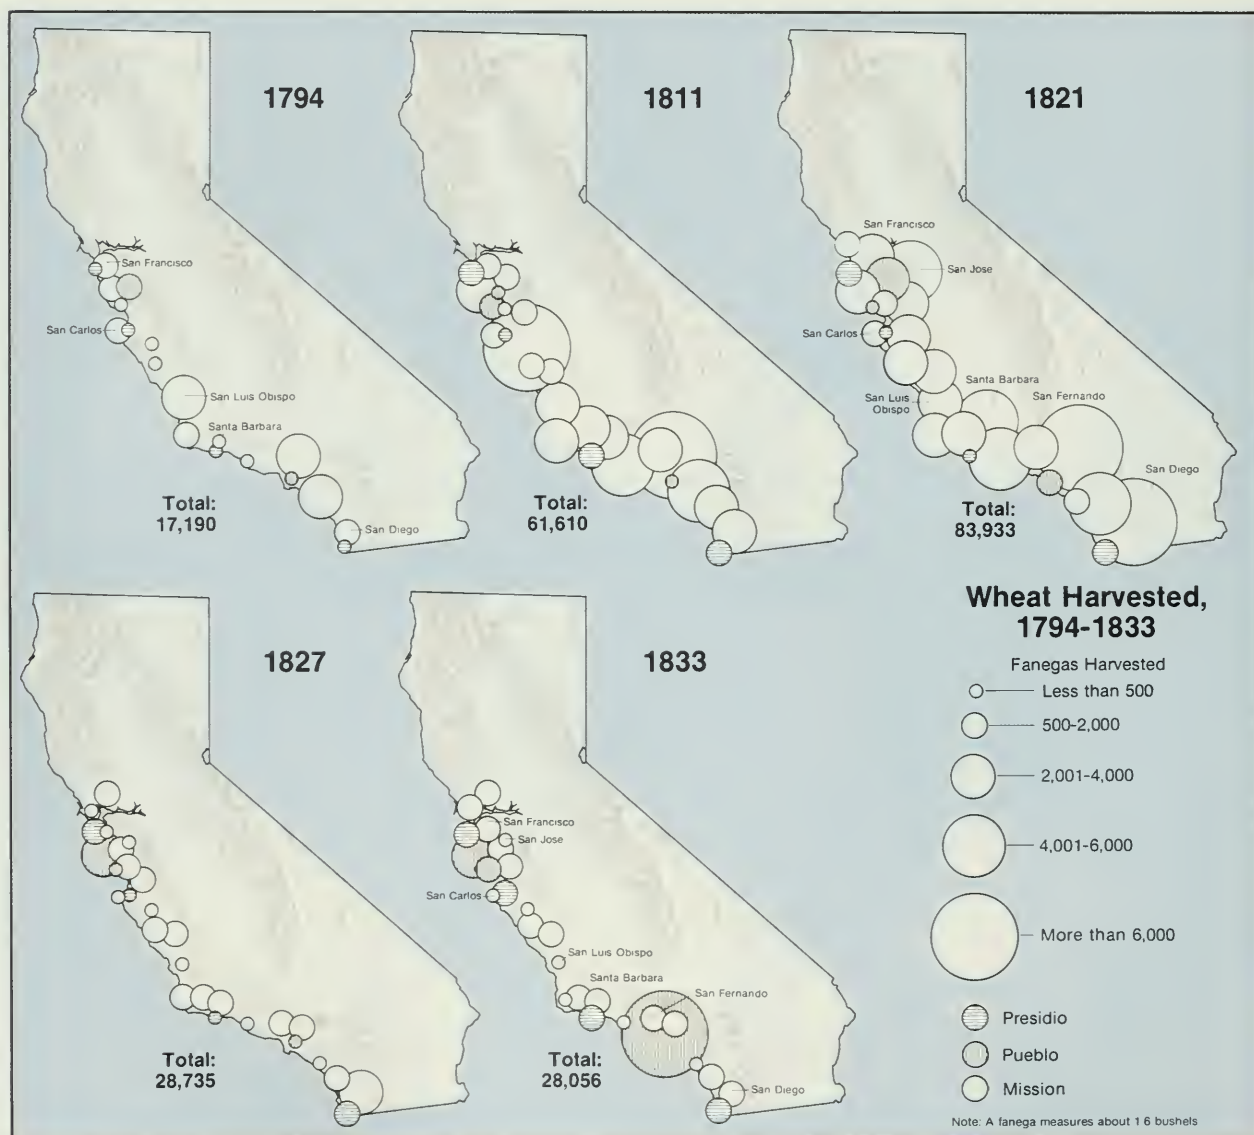 1794
San Francisco
San Carlos
San Luis Obispo
Santa Barbara
San Diego
Total:
17,190
1811
Total:
61,610
1821
San Francisco
San Jose
San Carlos
Santa Barbara
San Luis
Obispo
San Fernando
San Diego
Total:
83,933
1827
Total:
28,735
1833
San Francisco
San Jose
San Carlos
San Luis Obispo
Santa Barbara
San Fernando
San Diego
Total:
28,056
Wheat Harvested,
1794-1833
Fanegas Harvested
Less than 500
500-2,000
2,001-4,000
4,001-6,000
More than 6,000
Presidio
Pueblo
Mission
Note: A fanega measures about 1 6 bushels